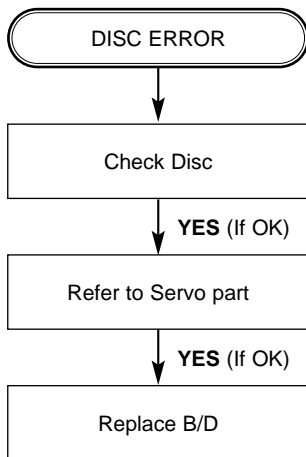 DISC ERROR
Check Disc
YES (If OK)
Refer to Servo part
YES (If OK)
Replace B/D